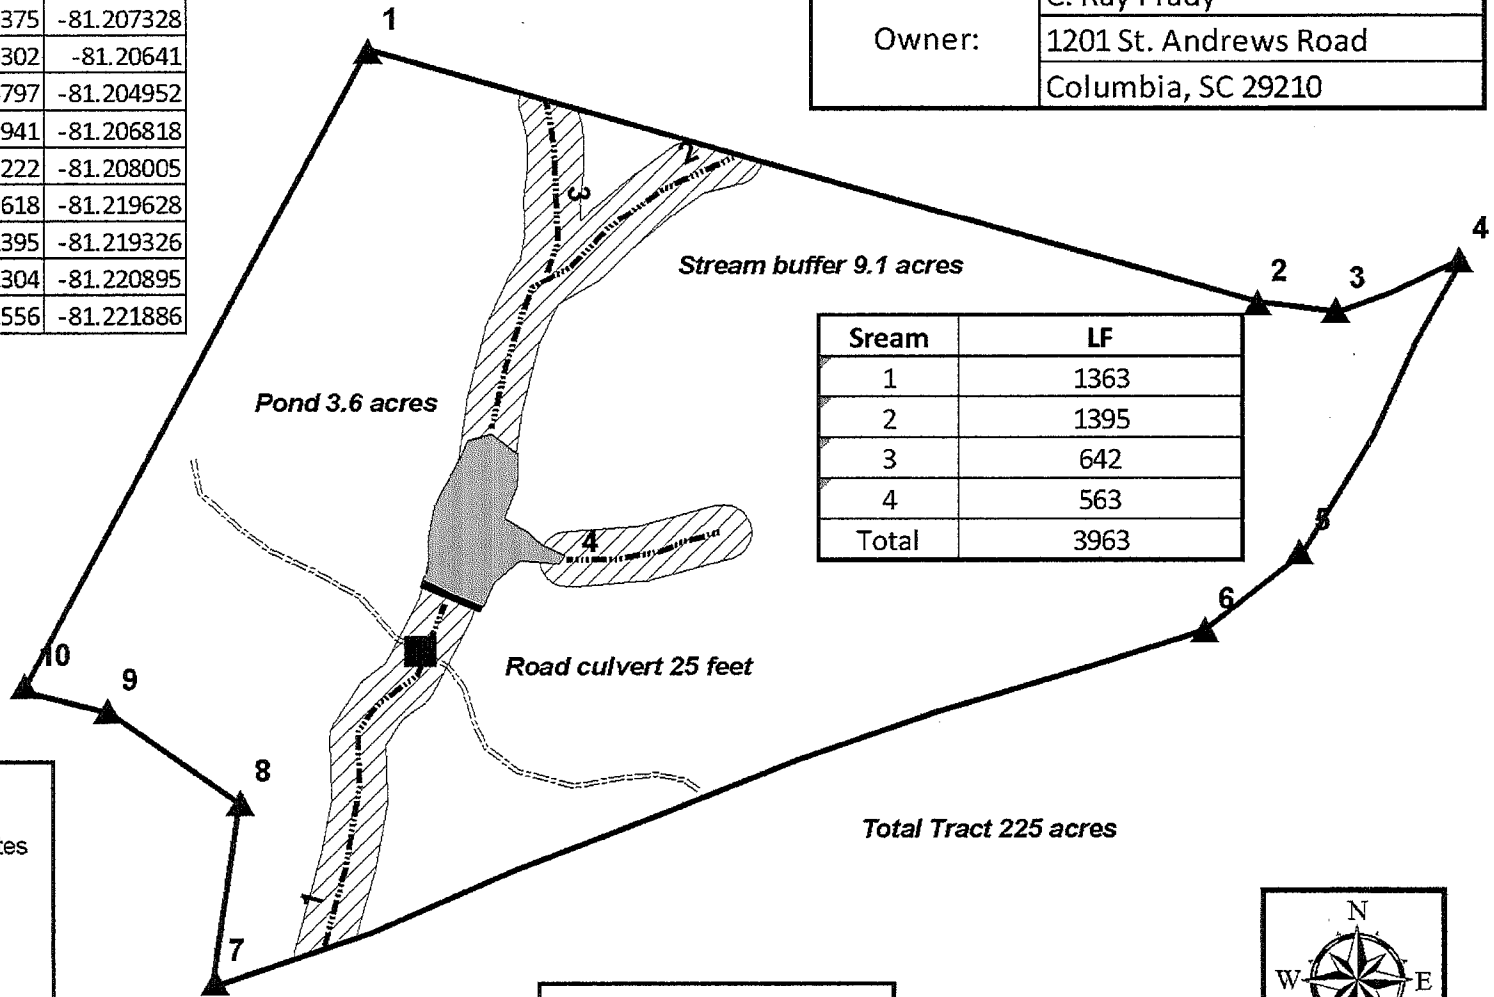 375 -81.207328
302 -81.20641
797 -81.204952
941 -81.206818
222 -81.208005
618 -81.219628
395 -81.219326
304 -81.220895
556 -81.221886
Owner:
1201 St. Andrews Road
Columbia, SC 29210
1
2
3
4
5
6
7
8
9
10
3
2
4
1
Stream buffer 9.1 acres
Pond 3.6 acres
Sream LF
1 1363
2 1395
3 642
4 563
Total 3963
Road culvert 25 feet
Total Tract 225 acres
N
W E